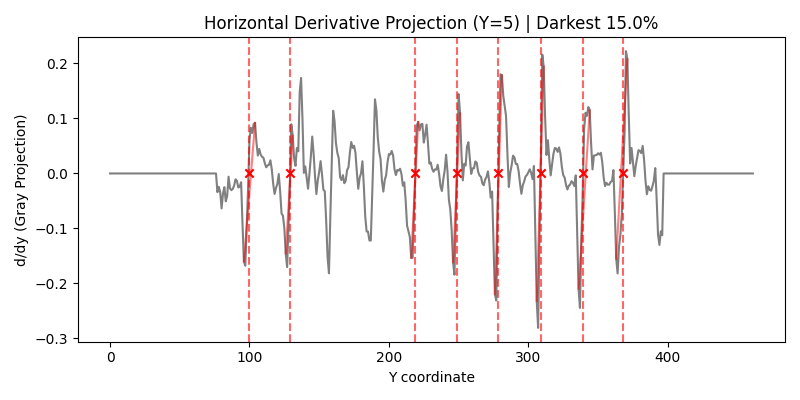 Horizontal Derivative Projection (Y=5) | Darkest 15.0%
d/dy (Gray Projection)
0.2
0.1
0.0
−0.1
−0.2
−0.3
0 100 200 300 400
Y coordinate